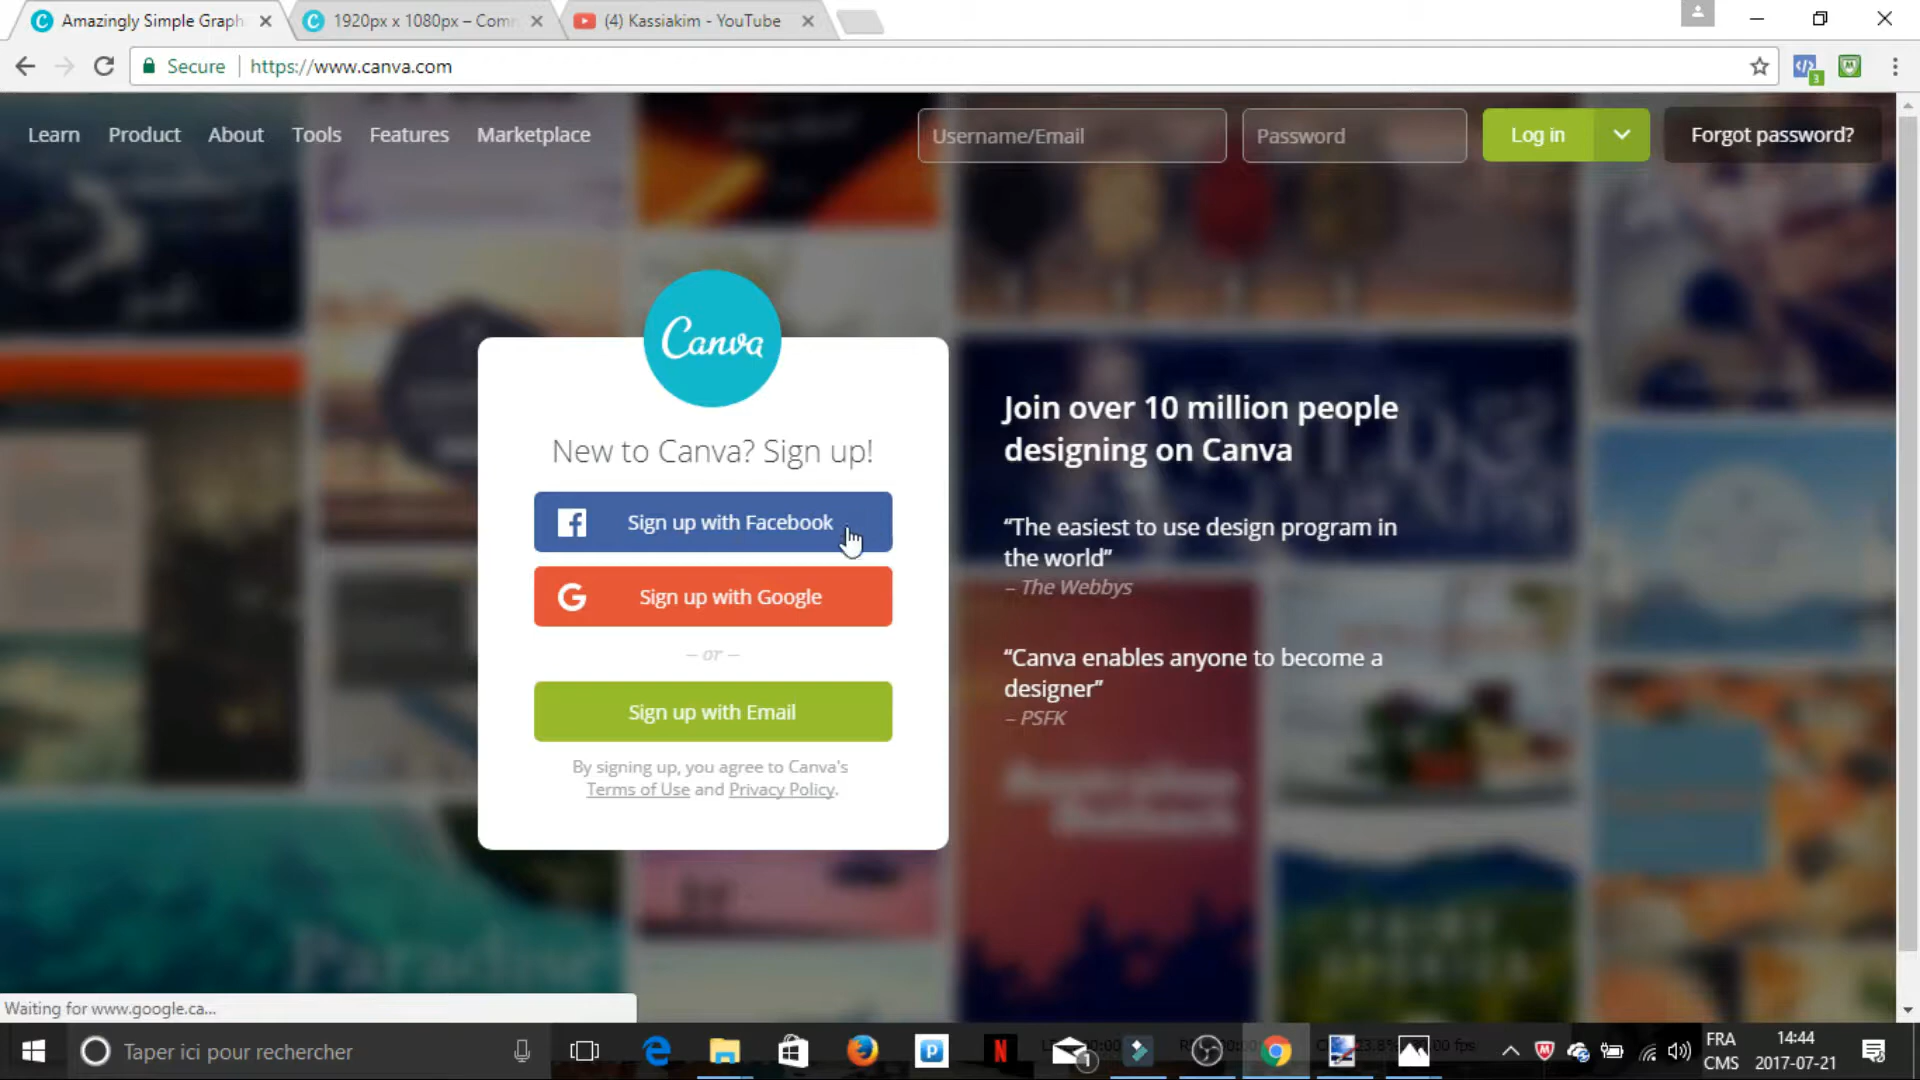 Amazingly Simple Graph
1920px x 1080px – Com
(4) Kassiakim - YouTube
Secure
https://www.canva.com
3
Learn
Product
About
Tools
Features
Marketplace
Username/Email
Password
Log in
Forgot password?
Canva
New to Canva? Sign up!
Sign up with Facebook
Sign up with Google
– or –
Sign up with Email
By signing up, you agree to Canva's
Terms of Use and Privacy Policy.
Join over 10 million people
designing on Canva
“The easiest to use design program in
the world”
– The Webbys
“Canva enables anyone to become a
designer”
– PSFK
Paradise
Waiting for www.google.ca...
Taper ici pour rechercher
1
FRA
CMS
14:44
2017-07-21